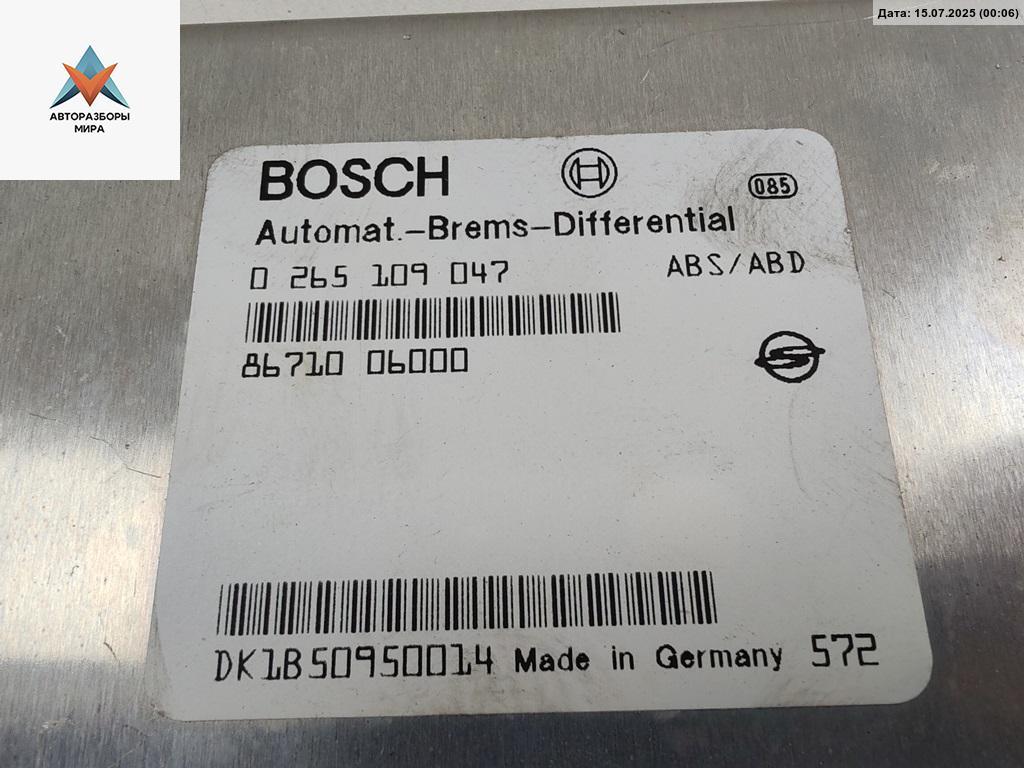 Дата: 15.07.2025 (00:06)
АВТОРАЗБОРЫ
МИРА
BOSCH
085
Automat.-Brems-Differential
0 265 109 047 ABS/ABD
86710 06000
DK1B50950014 Made in Germany 572